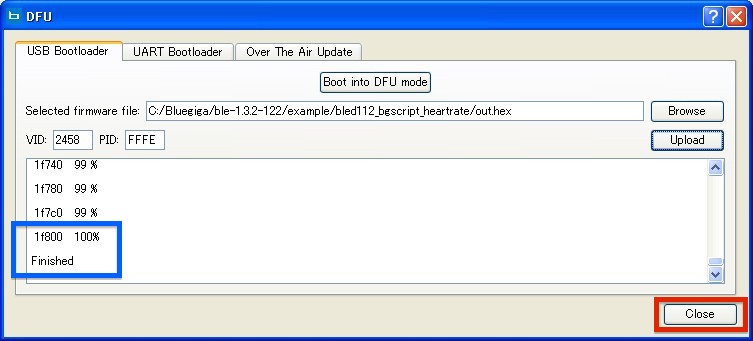 DFU
USB Bootloader UART Bootloader Over The Air Update
Boot into DFU mode
Selected firmware file: C:/Bluegiga/ble-1.3.2-122/example/bled112_bgscript_heartrate/out.hex Browse
VID: 2458 PID: FFFE Upload
1f740 99 %
1f780 99 %
1f7c0 99 %
1f800 100%
Finished
Close